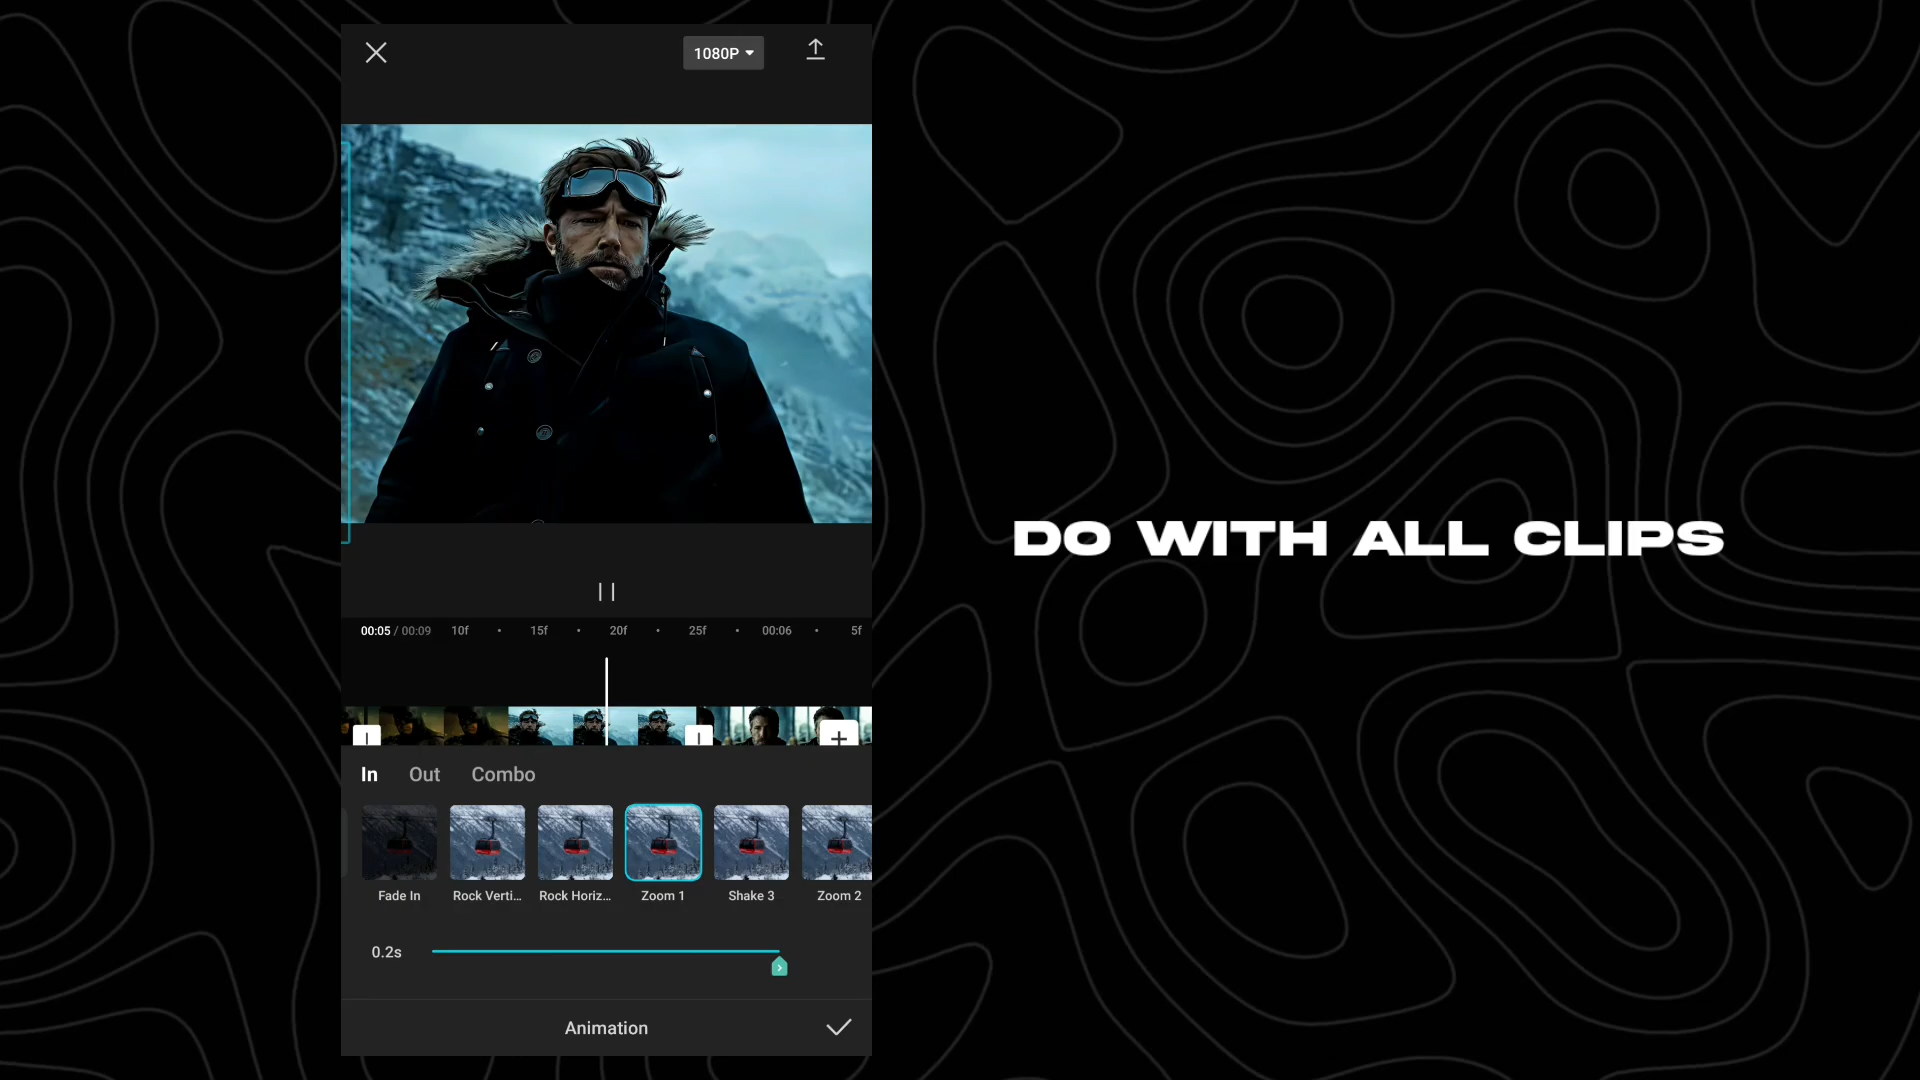 1080P
00:05 / 00:09 10f 15f 20f 25f 00:06 5f
In Out Combo
Fade In Rock Verti... Rock Horiz... Zoom 1 Shake 3 Zoom 2
0.2s
Animation
DO WITH ALL CLIPS